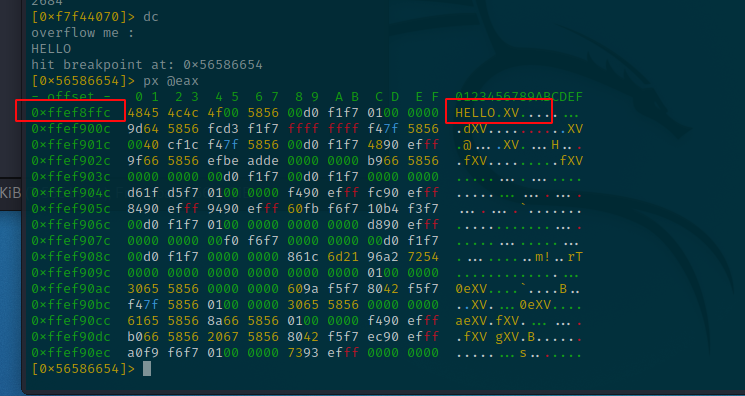 2684
[0×f7f44070]> dc
overflow me :
HELLO
hit breakpoint at: 0×56586654
[0×56586654]> px @eax
- offset -   0 1  2 3  4 5  6 7  8 9  A B  C D  E F  0123456789ABCDEF
0×ffef8ffc  4845 4c4c 4f00 5856 00d0 f1f7 0100 0000  HELLO.XV........
0×ffef900c  9d64 5856 fcd3 f1f7 ffff ffff f47f 5856  .dXV..........XV
0×ffef901c  0040 cf1c f47f 5856 00d0 f1f7 4890 efff  .@....XV....H...
0×ffef902c  9f66 5856 efbe adde 0000 0000 b966 5856  .fXV.........fXV
0×ffef903c  0000 0000 00d0 f1f7 00d0 f1f7 0000 0000  ................
0×ffef904c  d61f d5f7 0100 0000 f490 efff fc90 efff  ................
0×ffef905c  8490 efff 9490 efff 60fb f6f7 10b4 f3f7  ........`.......
0×ffef906c  00d0 f1f7 0100 0000 0000 0000 d890 efff  ................
0×ffef907c  0000 0000 00f0 f6f7 0000 0000 00d0 f1f7  ................
0×ffef908c  00d0 f1f7 0000 0000 861c 6d21 96a2 7254  ..........m!..rT
0×ffef909c  0000 0000 0000 0000 0000 0000 0100 0000  ................
0×ffef90ac  3065 5856 0000 0000 609a f5f7 8042 f5f7  0eXV....`....B..
0×ffef90bc  f47f 5856 0100 0000 3065 5856 0000 0000  ..XV....0eXV....
0×ffef90cc  6165 5856 8a66 5856 0100 0000 f490 efff  aeXV.fXV........
0×ffef90dc  b066 5856 2067 5856 8042 f5f7 ec90 efff  .fXV gXV.B......
0×ffef90ec  a0f9 f6f7 0100 0000 7393 efff 0000 0000  ........s.......
[0×56586654]>
KiB